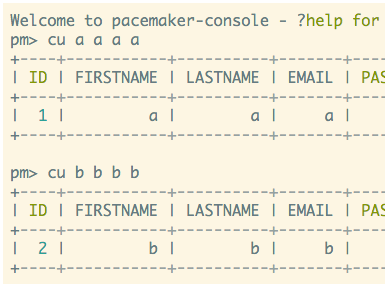 Welcome to pacemaker-console - ?help for
pm> cu a a a a
+----+-----------+----------+-------+----
| ID | FIRSTNAME | LASTNAME | EMAIL | PAS
+----+-----------+----------+-------+----
| 1 | a | a | a |
+----+-----------+----------+-------+----
pm> cu b b b b
+----+-----------+----------+-------+----
| ID | FIRSTNAME | LASTNAME | EMAIL | PAS
+----+-----------+----------+-------+----
| 2 | b | b | b |
+----+-----------+----------+-------+----